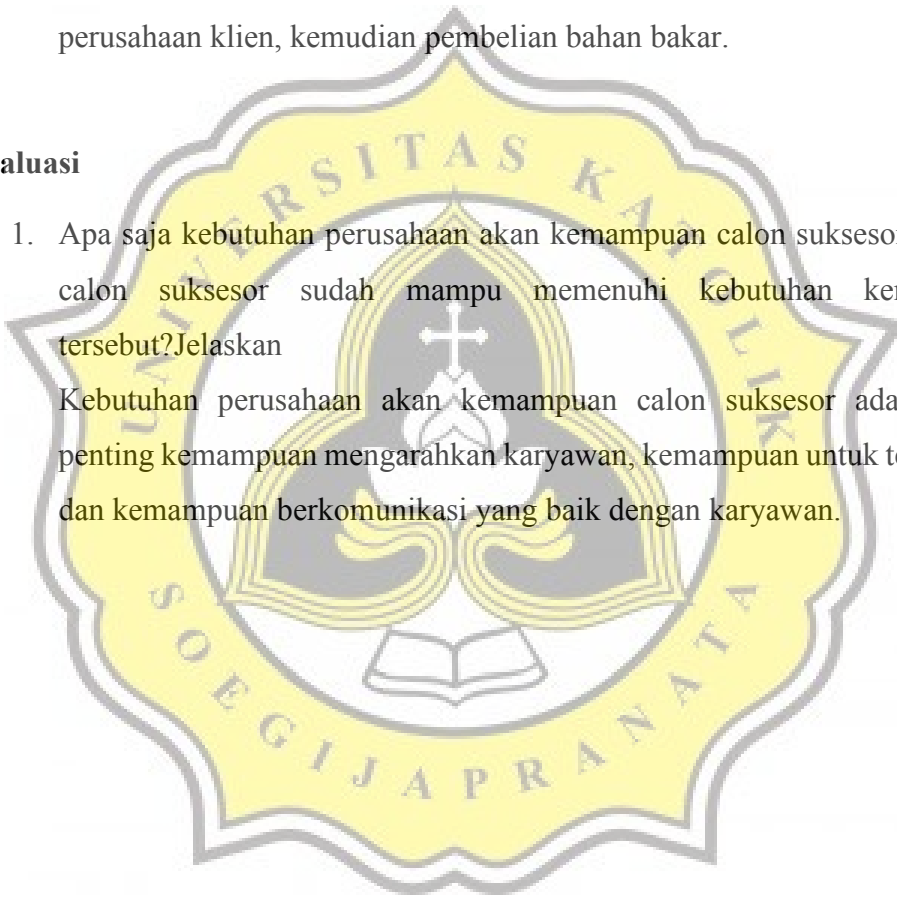 perusahaan klien, kemudian pembelian bahan bakar.
aluasi
1. Apa saja kebutuhan perusahaan akan kemampuan calon suksesor
calon suksesor sudah mampu memenuhi kebutuhan
tersebut?Jelaskan
Kebutuhan perusahaan akan kemampuan calon suksesor
penting kemampuan mengarahkan karyawan, kemampuan untuk
dan kemampuan berkomunikasi yang baik dengan karyawan.
UNIVERSITAS KATOLIK
SOEGIJAPRANATA